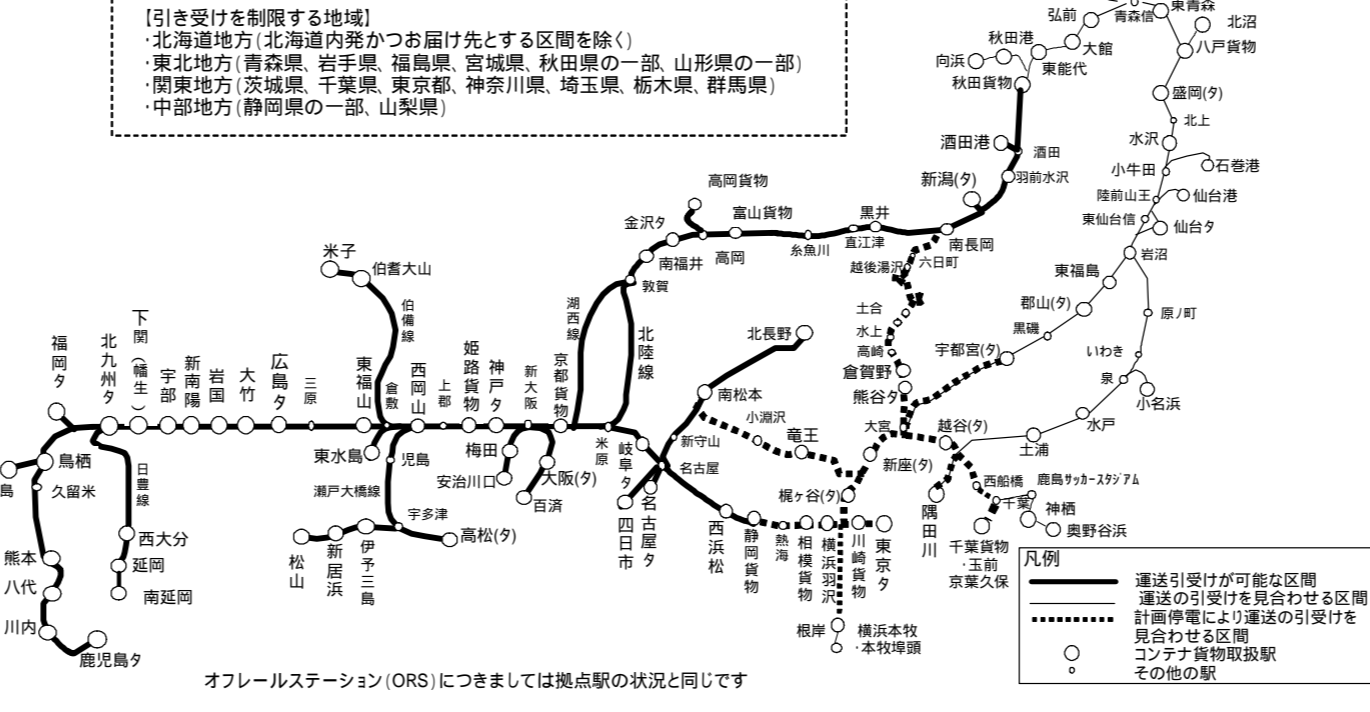 【引き受けを制限する地域】
·北海道地方(北海道内発かつお届け先とする区間を除く)
·東北地方(青森県、岩手県、福島県、宮城県、秋田県の一部、山形県の一部)
·関東地方(茨城県、千葉県、東京都、神奈川県、埼玉県、栃木県、群馬県)
·中部地方(静岡県の一部、山梨県)
青森信
東青森
弘前
北沼
大館
八戸貨物
秋田港
向浜
東能代
秋田貨物
盛岡(タ)
北上
水沢
酒田港
酒田
小牛田
石巻港
新潟(タ)
羽前水沢
陸前山王
仙台港
東仙台信
仙台タ
岩沼
高岡貨物
金沢タ
富山貨物
黒井
南福井
高岡
糸魚川
直江津
南長岡
敦賀
越後湯沢
六日町
東福島
郡山(タ)
原ノ町
米子
伯耆大山
伯備線
湖西線
北陸線
土合
水上
高崎
倉賀野
熊谷タ
大宮
黒磯
宇都宮(タ)
いわき
泉
小名浜
水戸
土浦
北長野
南松本
小淵沢
竜王
新座(タ)
越谷(タ)
福岡タ
北九州タ
下関(幡生)
宇部
新南陽
岩国
大竹
広島タ
三原
東福山
倉敷
西岡山
上郡
姫路貨物
神戸タ
新大阪
京都貨物
米原
岐阜タ
新守山
名古屋
東水島
児島
梅田
安治川口
大阪(タ)
百済
四日市
名古屋タ
西浜松
静岡貨物
熱海
相模貨物
横浜羽沢
川崎貨物
東京タ
梶ヶ谷(タ)
隅田川
西船橋
千葉
鹿島サッカースタジアム
神栖
奥野谷浜
千葉貨物
·玉前
京葉久保
鳥栖
島
久留米
日豊線
西大分
延岡
南延岡
熊本
八代
川内
鹿児島タ
瀬戸大橋線
宇多津
高松(タ)
松山
新居浜
伊予三島
根岸
横浜本牧
·本牧埠頭
凡例
運送引受けが可能な区間
運送の引受けを見合わせる区間
計画停電により運送の引受けを
見合わせる区間
コンテナ貨物取扱駅
その他の駅
オフレールステーション(ORS)につきましては拠点駅の状況と同じです